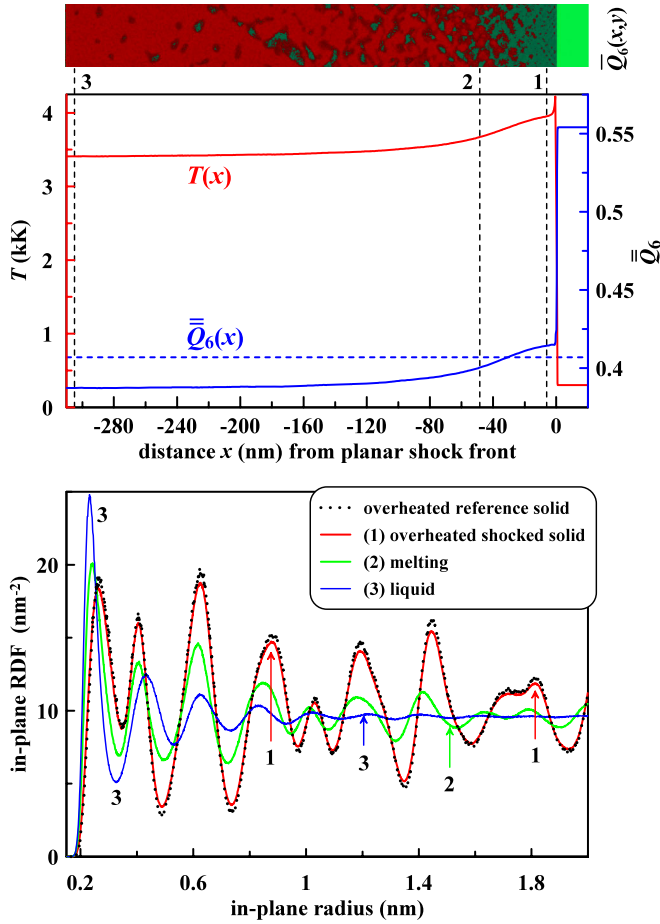 Q̅₆(x,y)
3 2 1
4
3
2
1
0
T (kK)
T(x)
Q̿₆(x)
0.55
0.5
0.45
0.4
Q̿₆
-280 -240 -200 -160 -120 -80 -40 0
distance x (nm) from planar shock front
overheated reference solid
(1) overheated shocked solid
(2) melting
(3) liquid
3
3
1
3
2
1
20
10
0
in-plane RDF (nm⁻²)
0.2 0.6 1 1.4 1.8
in-plane radius (nm)